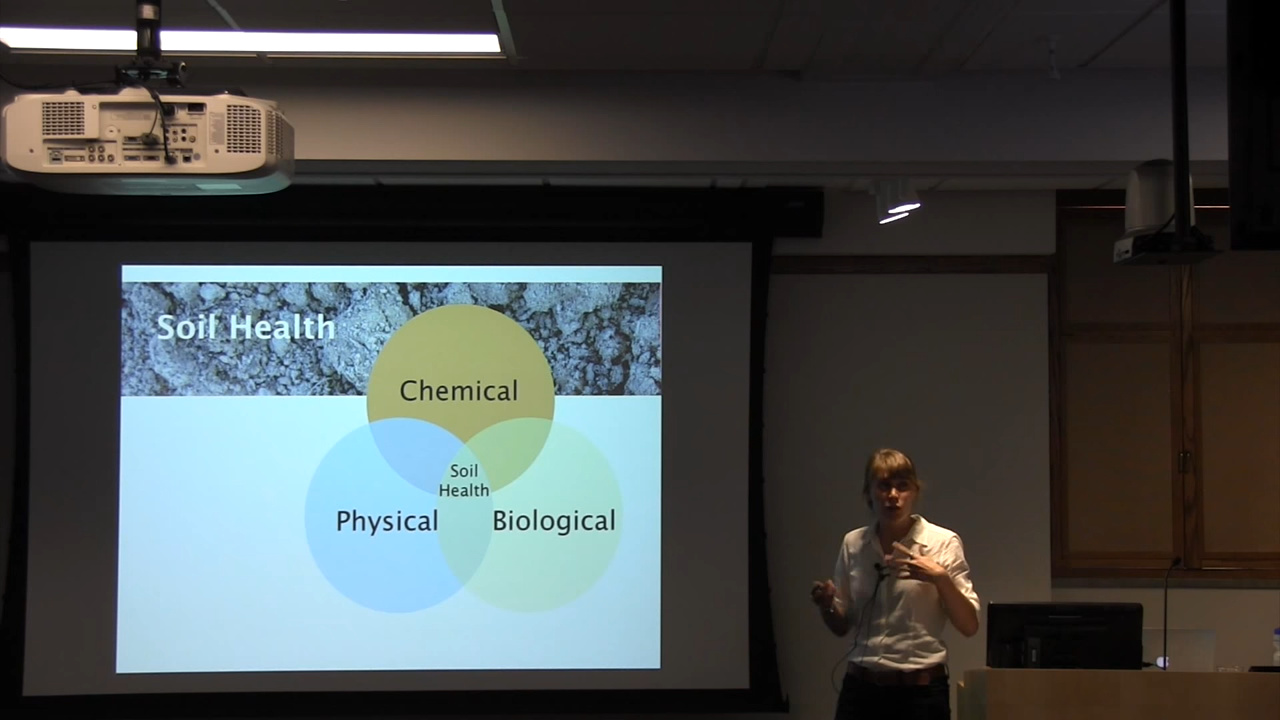 Soil Health
Chemical
Soil
Health
Physical
Biological